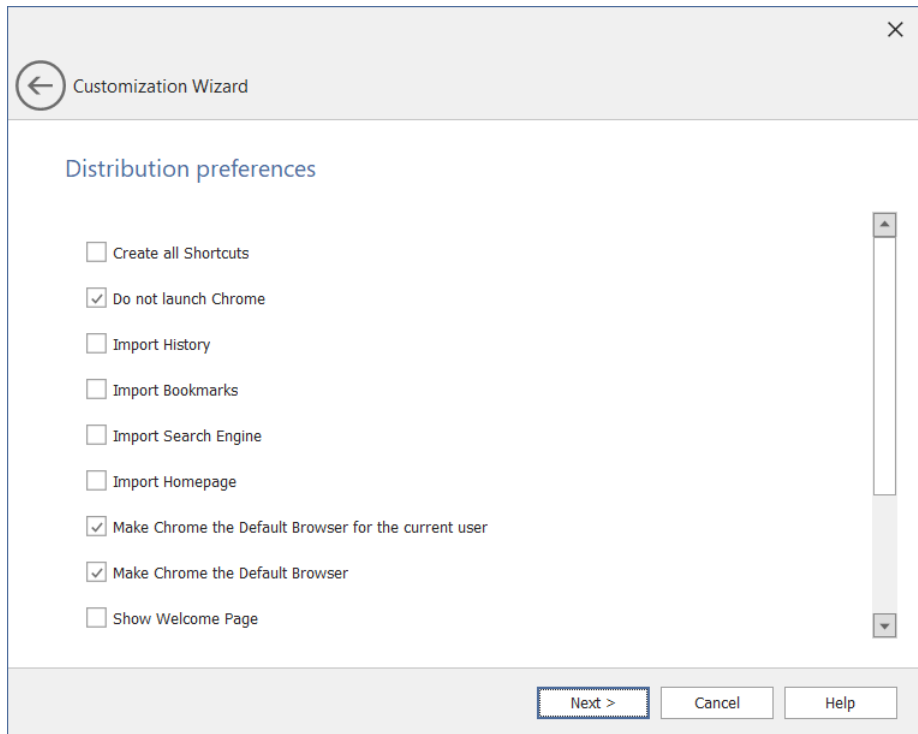 Customization Wizard
Distribution preferences
Create all Shortcuts
Do not launch Chrome
Import History
Import Bookmarks
Import Search Engine
Import Homepage
Make Chrome the Default Browser for the current user
Make Chrome the Default Browser
Show Welcome Page
Next >
Cancel
Help